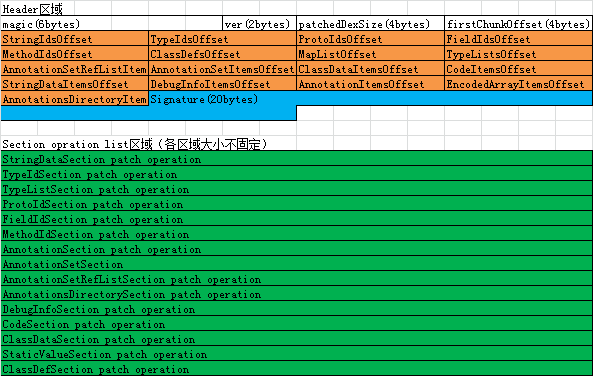 Header区域
magic(6bytes) ver(2bytes) patchedDexSize(4bytes) firstChunkOffset(4bytes)
StringIdsOffset TypeIdsOffset ProtoIdsOffset FieldIdsOffset
MethodIdsOffset ClassDefsOffset MapListOffset TypeListsOffset
AnnotationSetRefListItem AnnotationSetItemsOffset ClassDataItemsOffset CodeItemsOffset
StringDataItemsOffset DebugInfoItemsOffset AnnotationItemsOffset EncodedArrayItemsOffset
AnnotationsDirectoryItem Signature(20bytes)
Section opration list区域(各区域大小不固定)
StringDataSection patch operation
TypeIdSection patch operation
TypeListSection patch operation
ProtoIdSection patch operation
FieldIdSection patch operation
MethodIdSection patch operation
AnnotationSection patch operation
AnnotationSetSection
AnnotationSetRefListSection patch operation
AnnotationsDirectorySection patch operation
DebugInfoSection patch operation
CodeSection patch operation
ClassDataSection patch operation
StaticValueSection patch operation
ClassDefSection patch operation